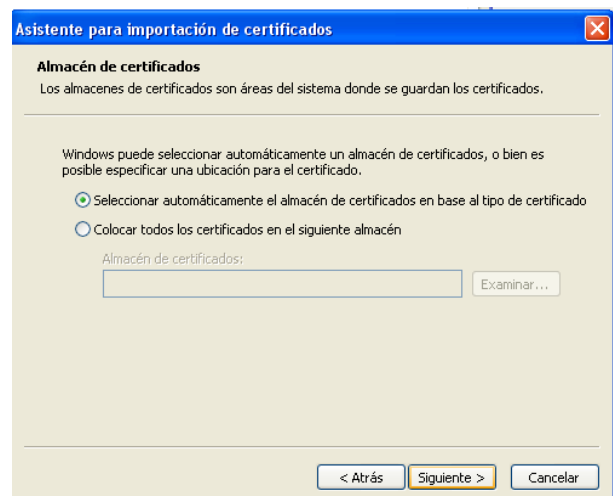 Asistente para importación de certificados
Almacén de certificados
Los almacenes de certificados son áreas del sistema donde se guardan los certificados.
Windows puede seleccionar automáticamente un almacén de certificados, o bien es
posible especificar una ubicación para el certificado.
Seleccionar automáticamente el almacén de certificados en base al tipo de certificado
Colocar todos los certificados en el siguiente almacén
Almacén de certificados:
Examinar...
< Atrás Siguiente > Cancelar